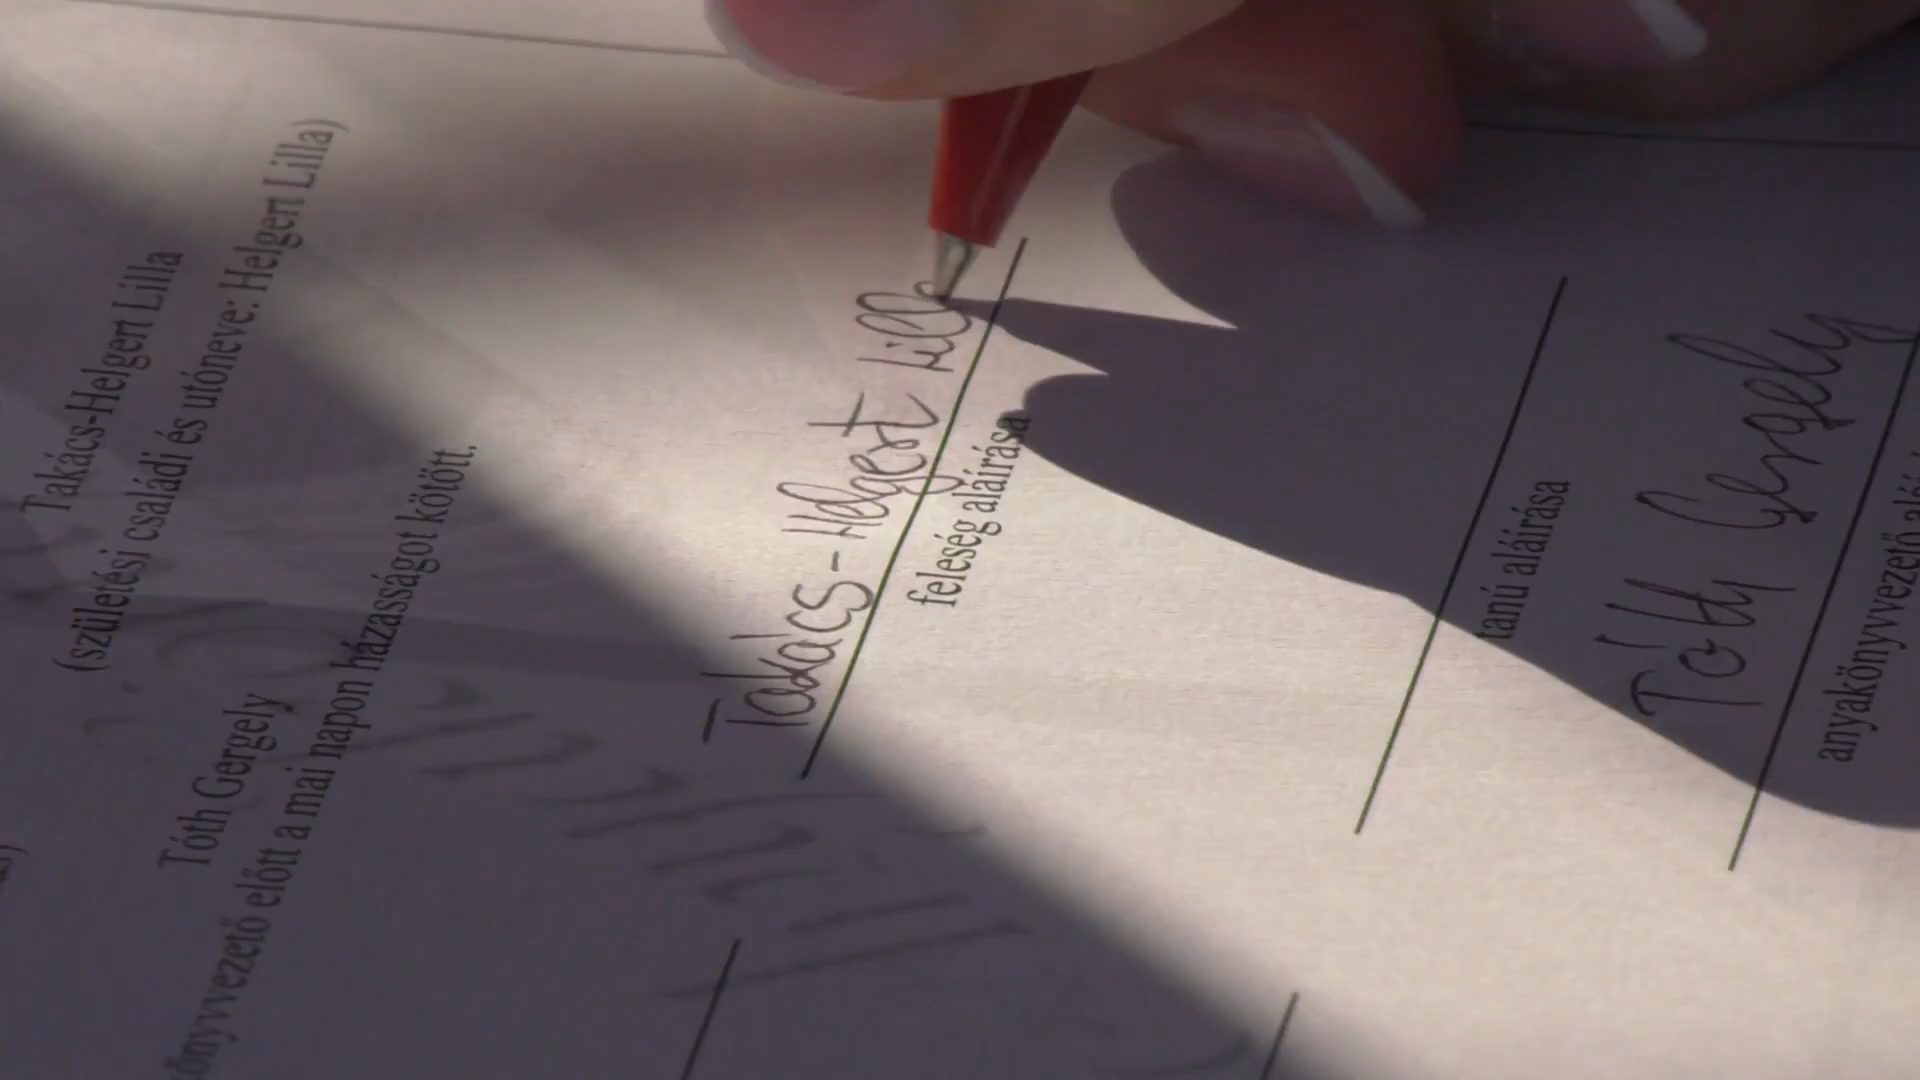 Takács-Helgert Lilla
(születési családi és utóneve: Helgert Lilla)
Tóth Gergely
könyvvezető előtt a mai napon házasságot kötött.
Takács-Helgert Lill
feleség aláírása
tanú aláírása
Tóth Gergely
anyakönyvvezető